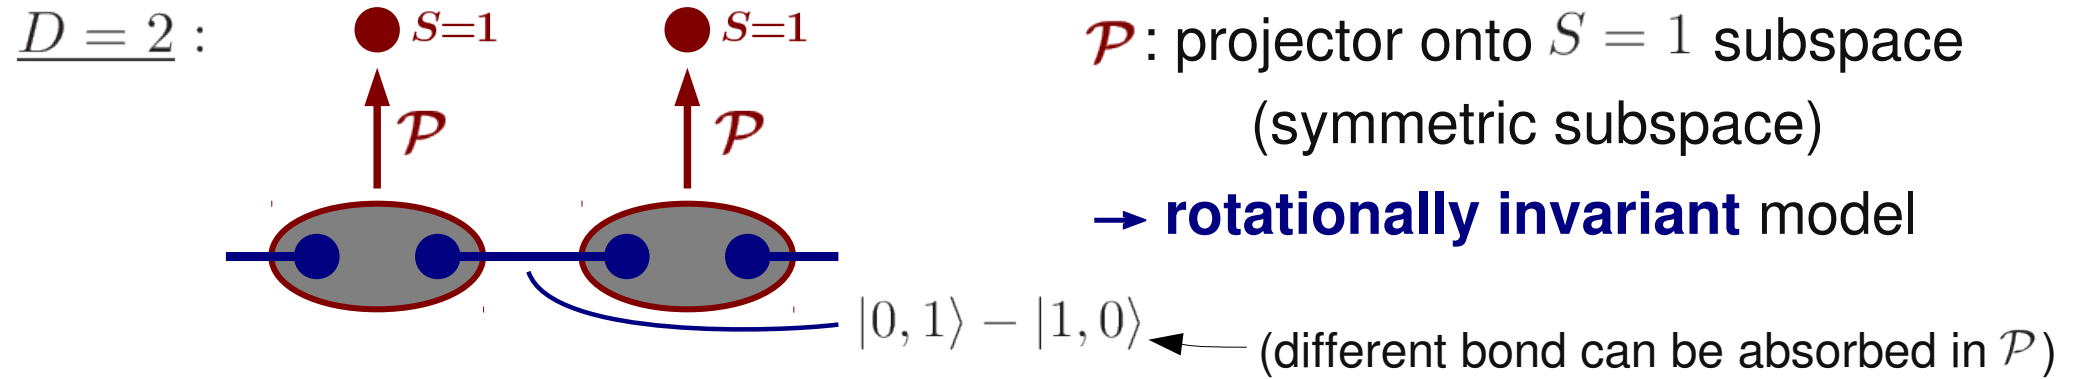 D = 2 :
S=1
S=1
𝒫 : projector onto S = 1 subspace
(symmetric subspace)
𝒫
𝒫
→ rotationally invariant model
|0, 1⟩ − |1, 0⟩
(different bond can be absorbed in 𝒫)